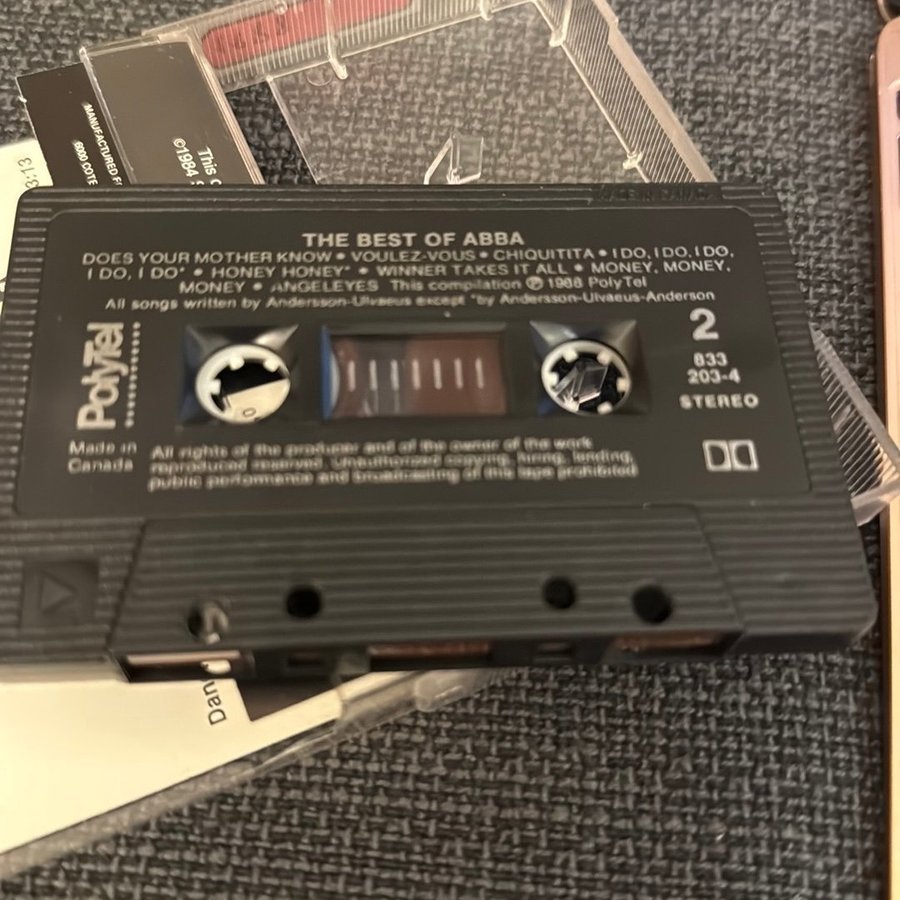 3:13
MANUFACTURED
6000 COTE
This
©1984
THE BEST OF ABBA
DOES YOUR MOTHER KNOW • VOULEZ-VOUS • CHIQUITITA • I DO, I DO, I DO,
I DO, I DO* • HONEY HONEY* • WINNER TAKES IT ALL • MONEY, MONEY,
MONEY • ANGELEYES This compilation ℗ 1988 PolyTel
All songs written by Andersson-Ulvaeus except *by Andersson-Ulvaeus-Anderson
PolyTel
2
833
203-4
STEREO
Made in
Canada
All rights of the producer and of the owner of the work
reproduced reserved. Unauthorized copying, hiring, lending,
public performance and broadcasting of this tape prohibited